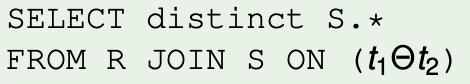 SELECT distinct S.*
FROM R JOIN S ON (t₁Θt₂)